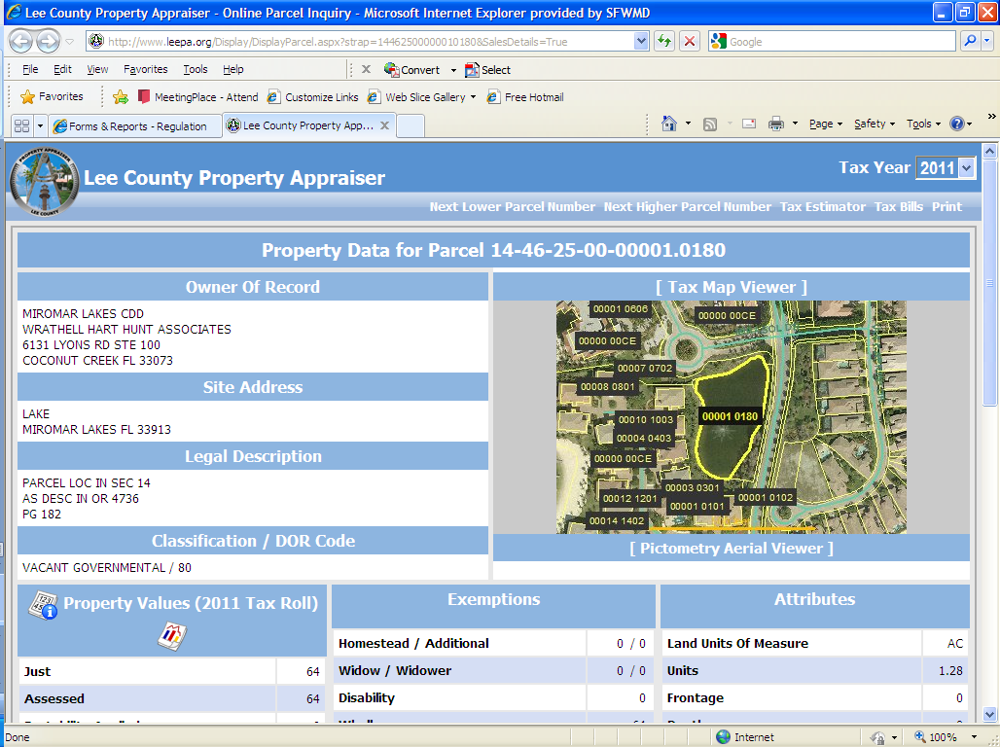 Lee County Property Appraiser - Online Parcel Inquiry - Microsoft Internet Explorer provided by SFWMD
http://www.leepa.org/Display/DisplayParcel.aspx?strap=14462500000010180&SalesDetails=True
Google
File Edit View Favorites Tools Help
Convert Select
Favorites MeetingPlace - Attend Customize Links Web Slice Gallery Free Hotmail
Forms & Reports - Regulation Lee County Property App... Page Safety Tools
PROPERTY APPRAISER
LEE COUNTY
Lee County Property Appraiser
Tax Year 2011
Next Lower Parcel Number Next Higher Parcel Number Tax Estimator Tax Bills Print
Property Data for Parcel 14-46-25-00-00001.0180
Owner Of Record
MIROMAR LAKES CDD
WRATHELL HART HUNT ASSOCIATES
6131 LYONS RD STE 100
COCONUT CREEK FL 33073
Site Address
LAKE
MIROMAR LAKES FL 33913
Legal Description
PARCEL LOC IN SEC 14
AS DESC IN OR 4736
PG 182
Classification / DOR Code
VACANT GOVERNMENTAL / 80
[ Tax Map Viewer ]
00001 0606
00000 00CE
00000 00CE
00007 0702
00008 0801
00001 0180
00010 1003
00004 0403
00000 00CE
00003 0301
00012 1201
00001 0102
00001 0101
00014 1402
[ Pictometry Aerial Viewer ]
Property Values (2011 Tax Roll)
Just 64
Assessed 64
Exemptions
Homestead / Additional 0 / 0
Widow / Widower 0 / 0
Disability 0
Attributes
Land Units Of Measure AC
Units 1.28
Frontage 0
Done Internet 100%